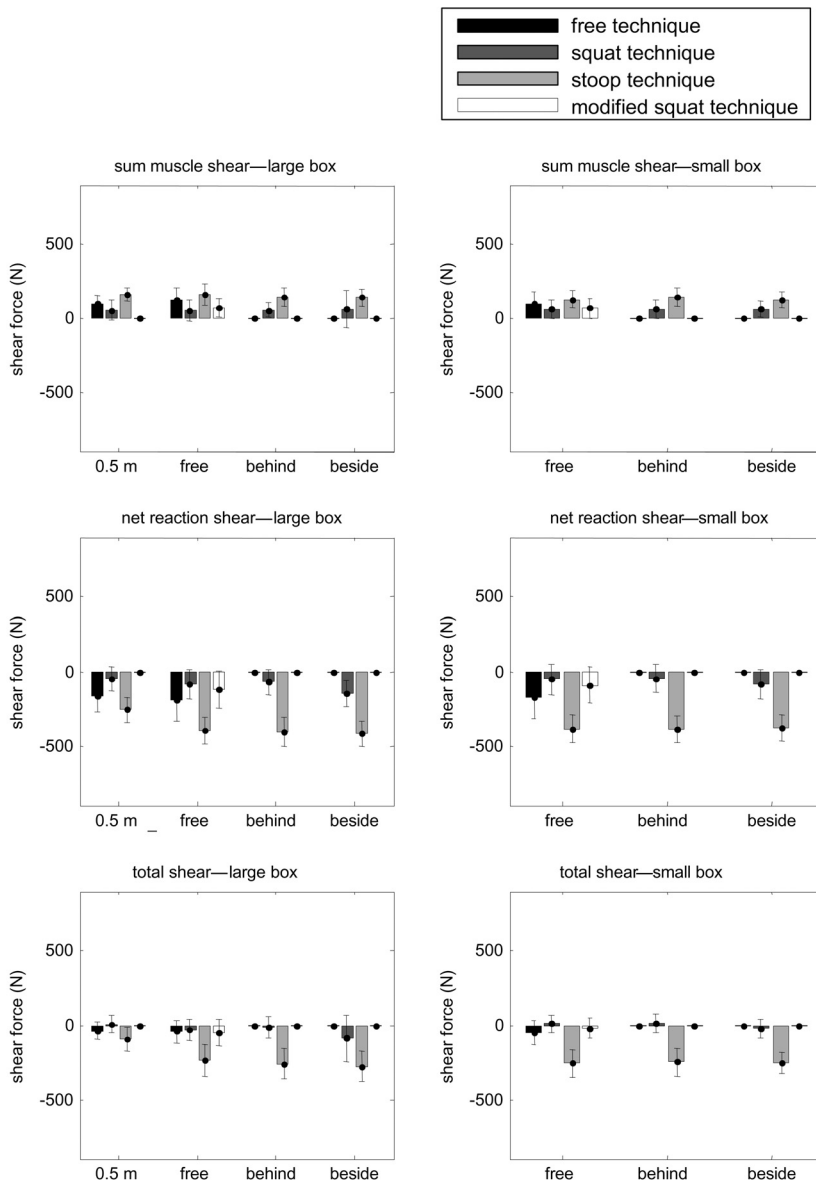 free technique
squat technique
stoop technique
modified squat technique
sum muscle shear—large box
shear force (N)
500
0
-500
0.5 m free behind beside
sum muscle shear—small box
shear force (N)
500
0
-500
free behind beside
net reaction shear—large box
shear force (N)
500
0
-500
0.5 m _ free behind beside
net reaction shear—small box
shear force (N)
500
0
-500
free behind beside
total shear—large box
shear force (N)
500
0
-500
0.5 m free behind beside
total shear—small box
shear force (N)
500
0
-500
free behind beside